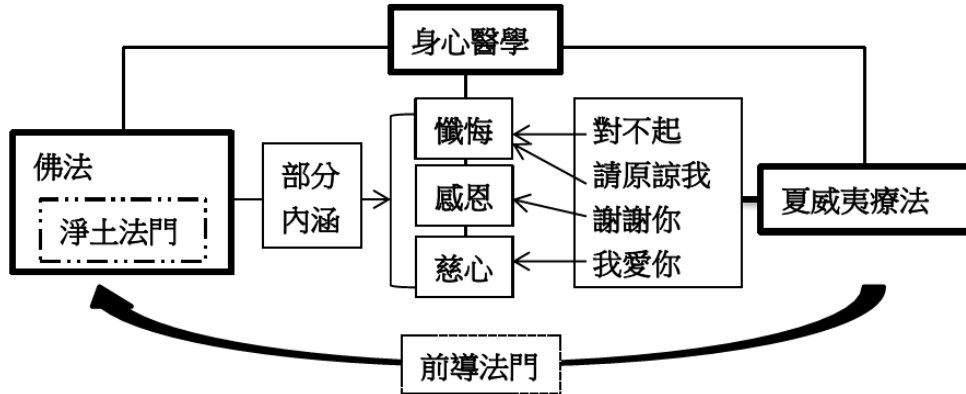 身心醫學
佛法
淨土法門
部分
內涵
懺悔
感恩
慈心
對不起
請原諒我
謝謝你
我愛你
夏威夷療法
前導法門